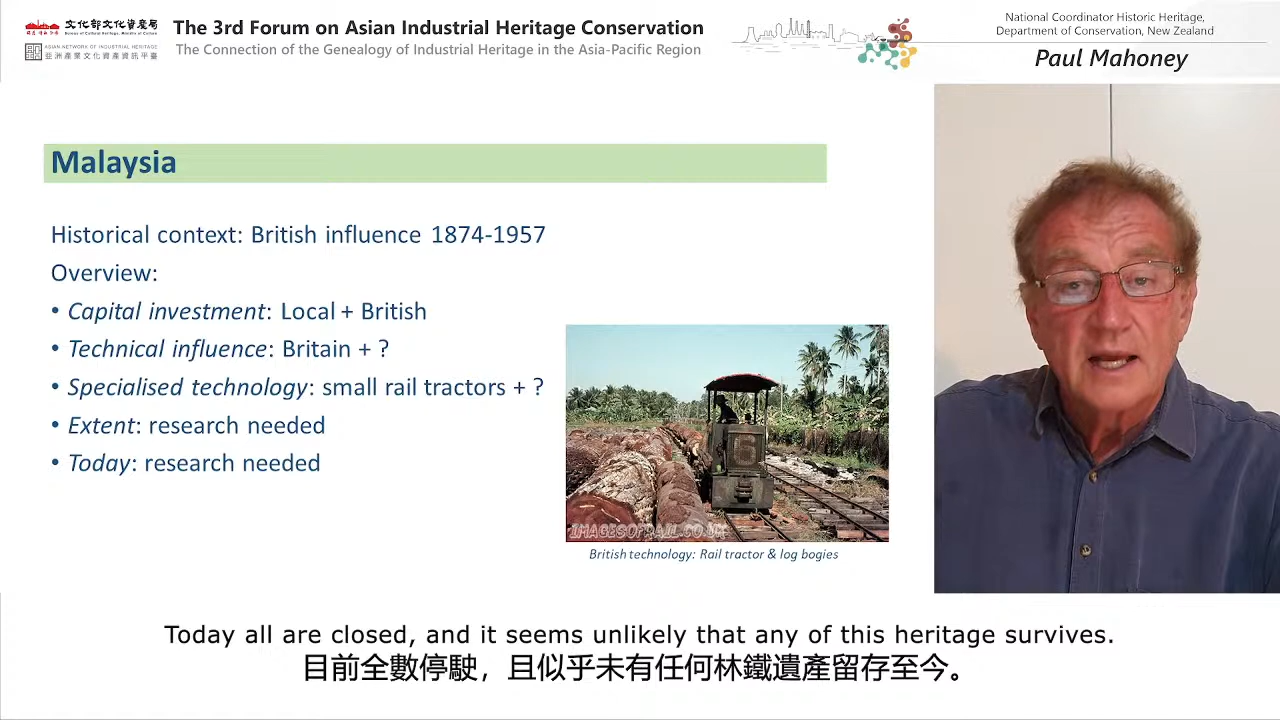 文化部文化資產局
Bureau of Cultural Heritage, Ministry of Culture
ASIAN NETWORK OF INDUSTRIAL HERITAGE
亞洲產業文化資產資訊平臺
The 3rd Forum on Asian Industrial Heritage Conservation
The Connection of the Genealogy of Industrial Heritage in the Asia-Pacific Region
National Coordinator Historic Heritage,
Department of Conservation, New Zealand
Paul Mahoney
Malaysia
Historical context: British influence 1874-1957
Overview:
• Capital investment: Local + British
• Technical influence: Britain + ?
• Specialised technology: small rail tractors + ?
• Extent: research needed
• Today: research needed
IMAGESOFRAIL.CO.UK
British technology: Rail tractor & log bogies
Today all are closed, and it seems unlikely that any of this heritage survives.
目前全數停駛，且似乎未有任何林鐵遺產留存至今。